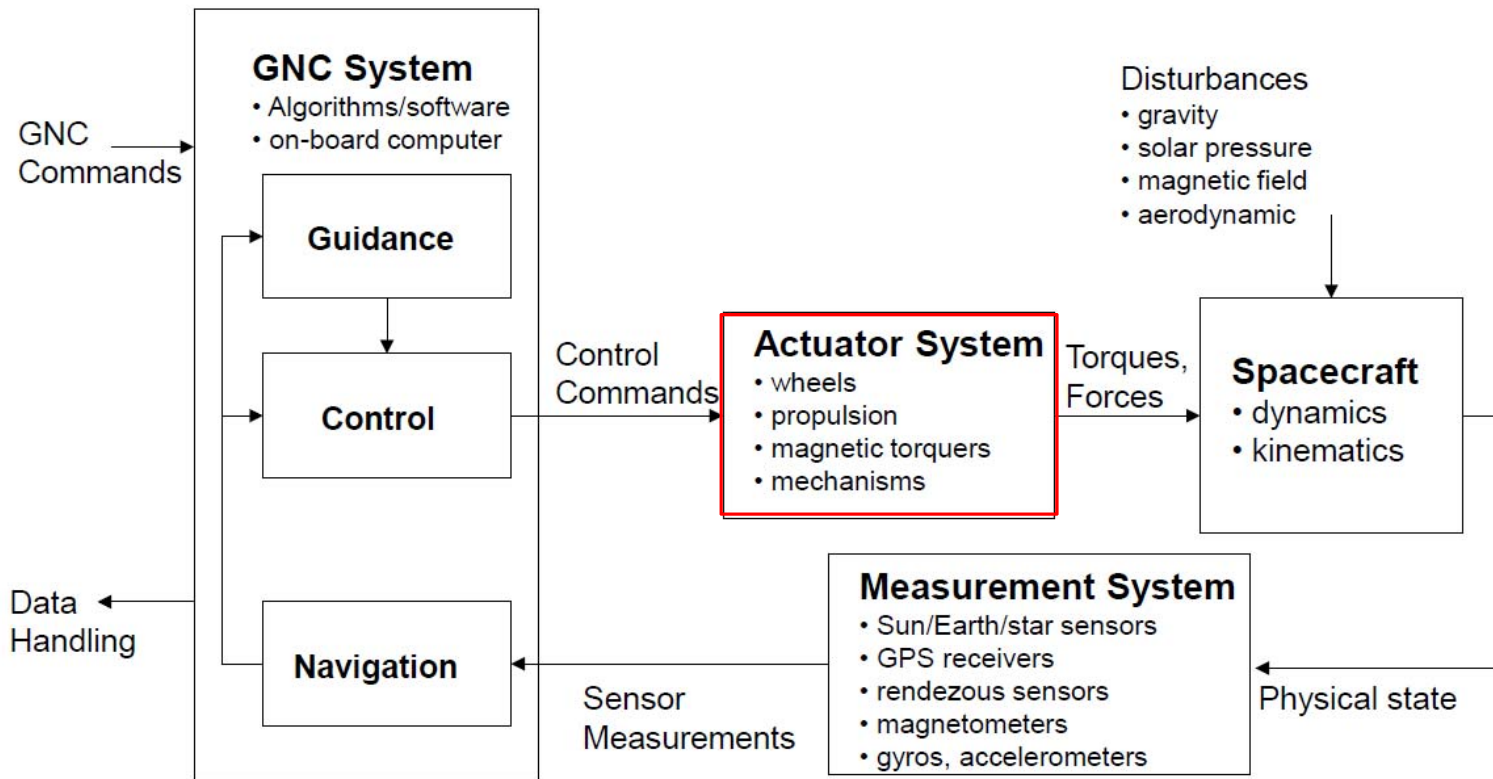 GNC System
• Algorithms/software
• on-board computer
GNC
Commands
Guidance
Control
Navigation
Data
Handling
Control
Commands
Actuator System
• wheels
• propulsion
• magnetic torquers
• mechanisms
Torques,
Forces
Disturbances
• gravity
• solar pressure
• magnetic field
• aerodynamic
Spacecraft
• dynamics
• kinematics
Measurement System
• Sun/Earth/star sensors
• GPS receivers
• rendezous sensors
• magnetometers
• gyros, accelerometers
Sensor
Measurements
Physical state